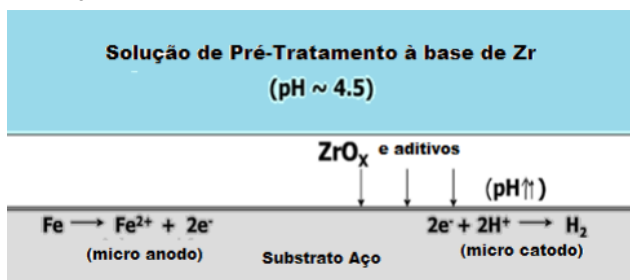 Solução de Pré-Tratamento à base de Zr
(pH ~ 4.5)
ZrOₓ e aditivos
(pH⇈)
Fe → Fe²⁺ + 2e⁻ 2e⁻ + 2H⁺ → H₂
(micro anodo) Substrato Aço (micro catodo)